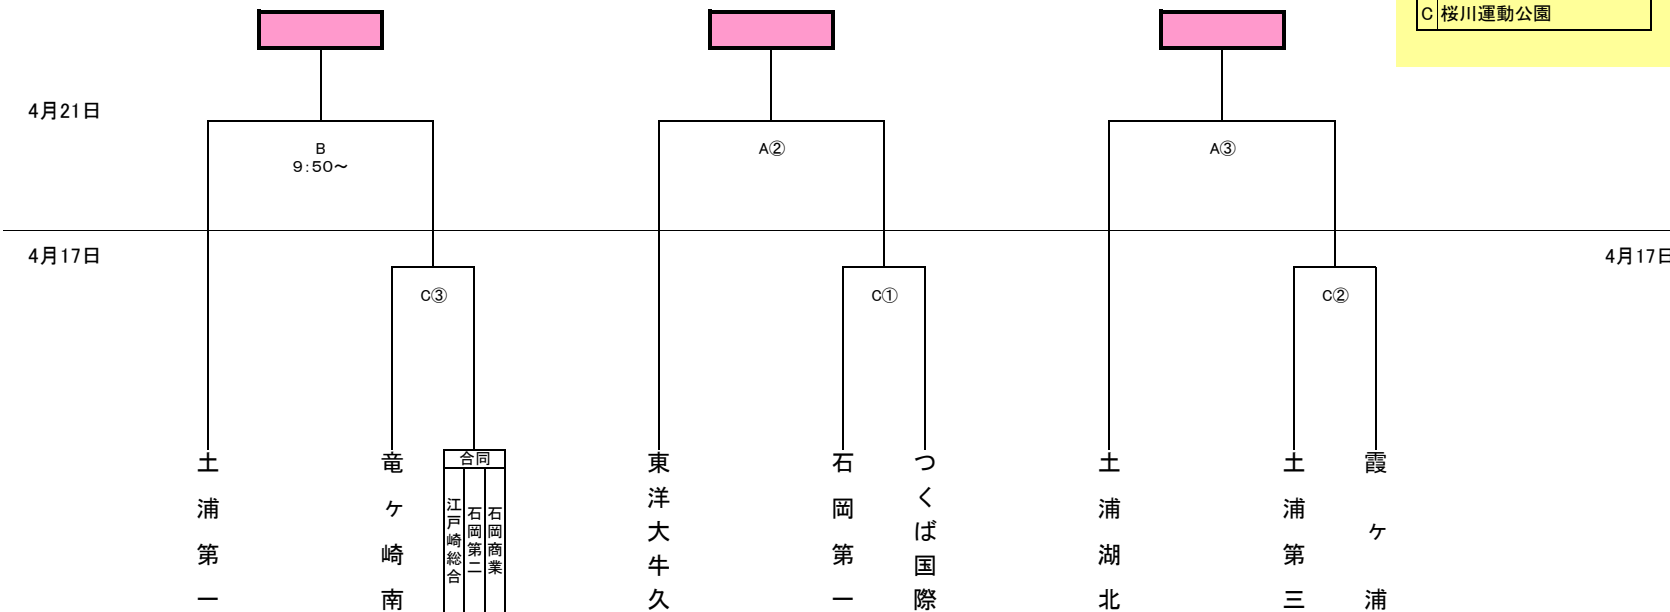 C 桜川運動公園
4月21日
B
9:50～
A②
A③
4月17日
4月17日
C③
C①
C②
土浦第一
竜ヶ崎南
合同
江戸崎総合
石岡第二
石岡商業
東洋大牛久
石岡第一
つくば国際
土浦湖北
土浦第三
霞ヶ浦